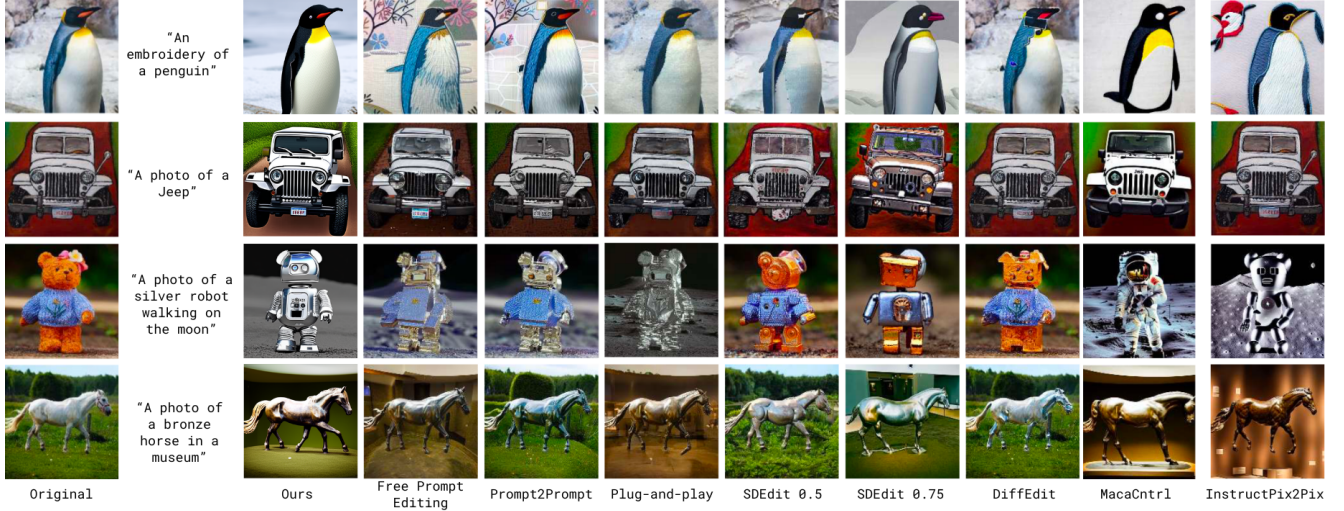 “An
embroidery of
a penguin”
“A photo of a
Jeep”
“A photo of a
silver robot
walking on
the moon”
“A photo of
a bronze
horse in a
museum”
Original
Ours
Free Prompt
Editing
Prompt2Prompt
Plug-and-play
SDEdit 0.5
SDEdit 0.75
DiffEdit
MacaCntrl
InstructPix2Pix